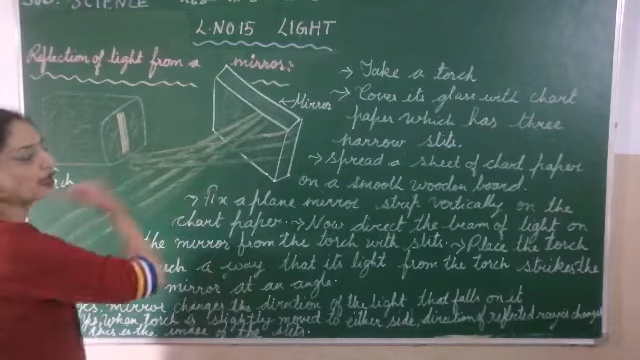 SUB. SCIENCE
L.NO 15 LIGHT
Reflection of light from a mirror:
Mirror
→ Take a torch
→ Cover its glass with chart
paper which has three
narrow slits.
→ Spread a sheet of chart paper
on a smooth wooden board.
→ Fix a plane mirror strip vertically on the
chart paper. → Now direct the beam of light on
the mirror from the torch with slits. → Place the torch
a way that its light from the torch strikes the
mirror at an angle.
mirror changes the direction of the light that falls on it
when torch is slightly moved to either side, direction of reflected rays changes
this is the image of the slits.